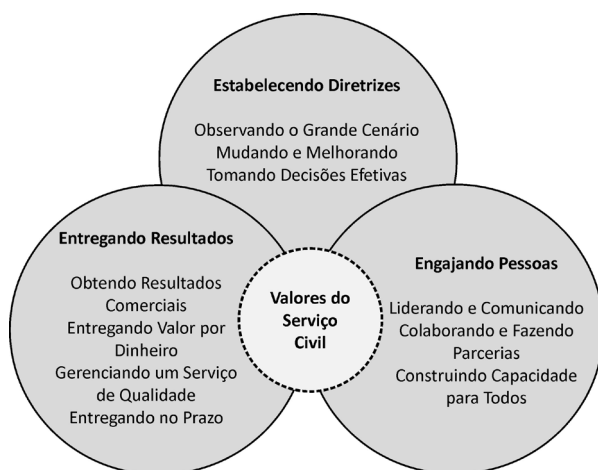 Estabelecendo Diretrizes
Observando o Grande Cenário
Mudando e Melhorando
Tomando Decisões Efetivas
Entregando Resultados
Obtendo Resultados
Comerciais
Entregando Valor por
Dinheiro
Gerenciando um Serviço
de Qualidade
Entregando no Prazo
Valores do
Serviço
Civil
Engajando Pessoas
Liderando e Comunicando
Colaborando e Fazendo
Parcerias
Construindo Capacidade
para Todos